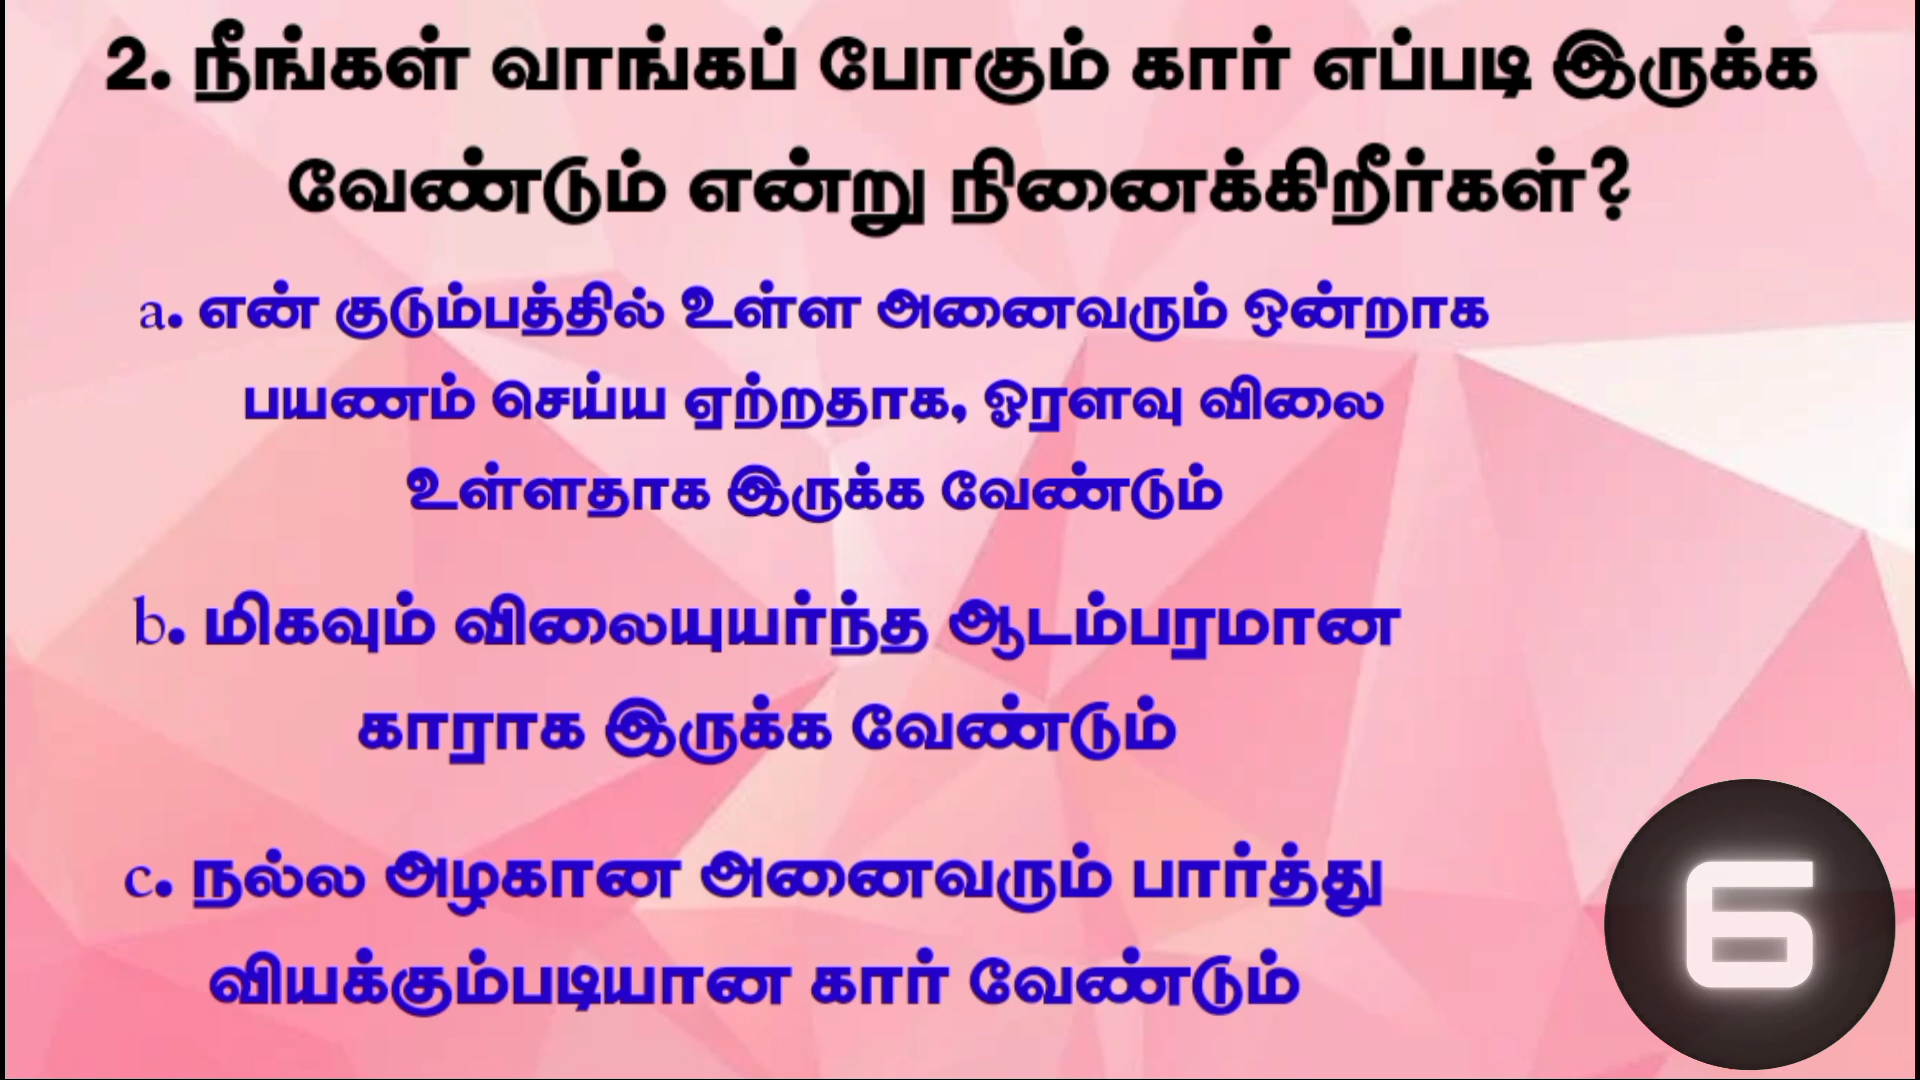 2. நீங்கள் வாங்கப் போகும் கார் எப்படி இருக்க
வேண்டும் என்று நினைக்கிறீர்கள்?
a. என் குடும்பத்தில் உள்ள அனைவரும் ஒன்றாக
பயணம் செய்ய ஏற்றதாக, ஓரளவு விலை
உள்ளதாக இருக்க வேண்டும்
b. மிகவும் விலையுயர்ந்த ஆடம்பரமான
காராக இருக்க வேண்டும்
c. நல்ல அழகான அனைவரும் பார்த்து
வியக்கும்படியான கார் வேண்டும்
6